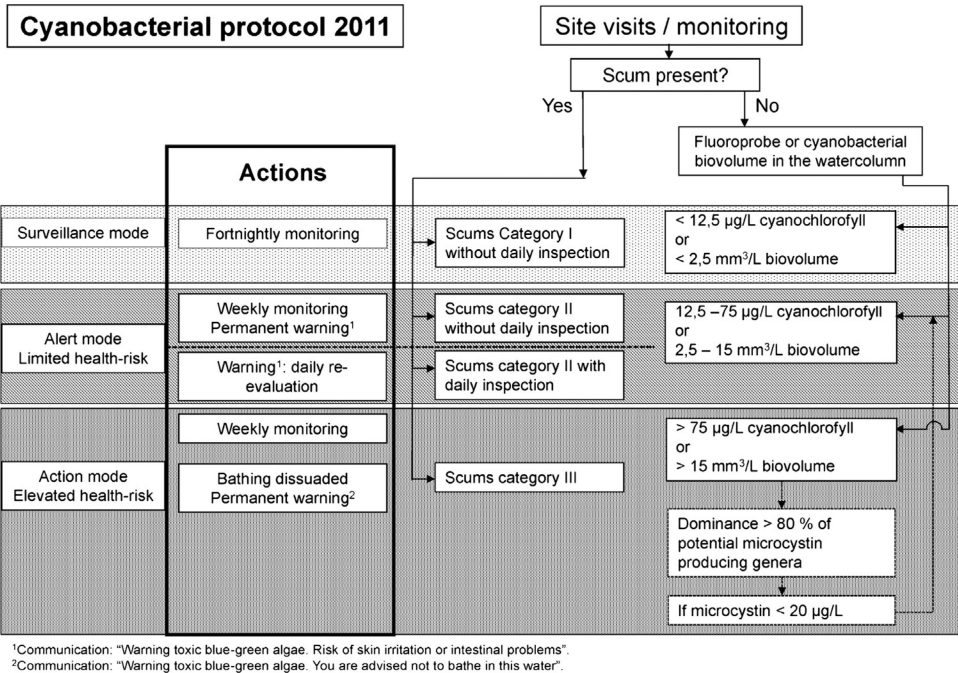 Cyanobacterial protocol 2011
Site visits / monitoring
Scum present?
Yes
No
Fluoroprobe or cyanobacterial
biovolume in the watercolumn
Actions
Surveillance mode
Fortnightly monitoring
Scums Category I
without daily inspection
< 12,5 µg/L cyanochlorofyll
or
< 2,5 mm³/L biovolume
Alert mode
Limited health-risk
Weekly monitoring
Permanent warning¹
Scums category II
without daily inspection
12,5 –75 µg/L cyanochlorofyll
or
2,5 – 15 mm³/L biovolume
Warning¹: daily re-
evaluation
Scums category II with
daily inspection
Action mode
Elevated health-risk
Weekly monitoring
Bathing dissuaded
Permanent warning²
Scums category III
> 75 µg/L cyanochlorofyll
or
> 15 mm³/L biovolume
Dominance > 80 % of
potential microcystin
producing genera
If microcystin < 20 µg/L
¹Communication: “Warning toxic blue-green algae. Risk of skin irritation or intestinal problems”.
²Communication: “Warning toxic blue-green algae. You are advised not to bathe in this water”.